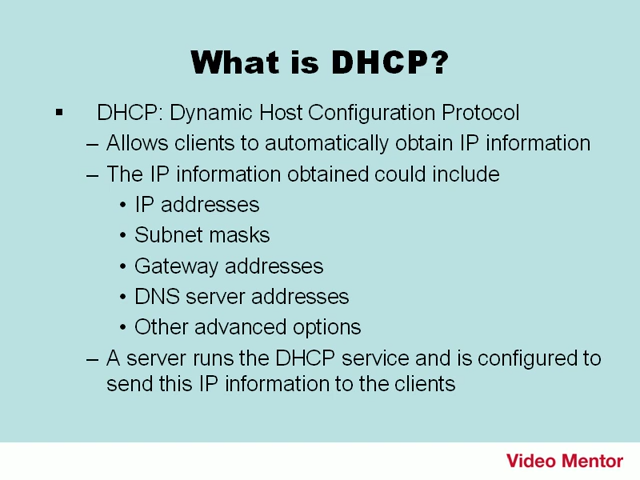 What is DHCP?
▪ DHCP: Dynamic Host Configuration Protocol
– Allows clients to automatically obtain IP information
– The IP information obtained could include
• IP addresses
• Subnet masks
• Gateway addresses
• DNS server addresses
• Other advanced options
– A server runs the DHCP service and is configured to
send this IP information to the clients
Video Mentor